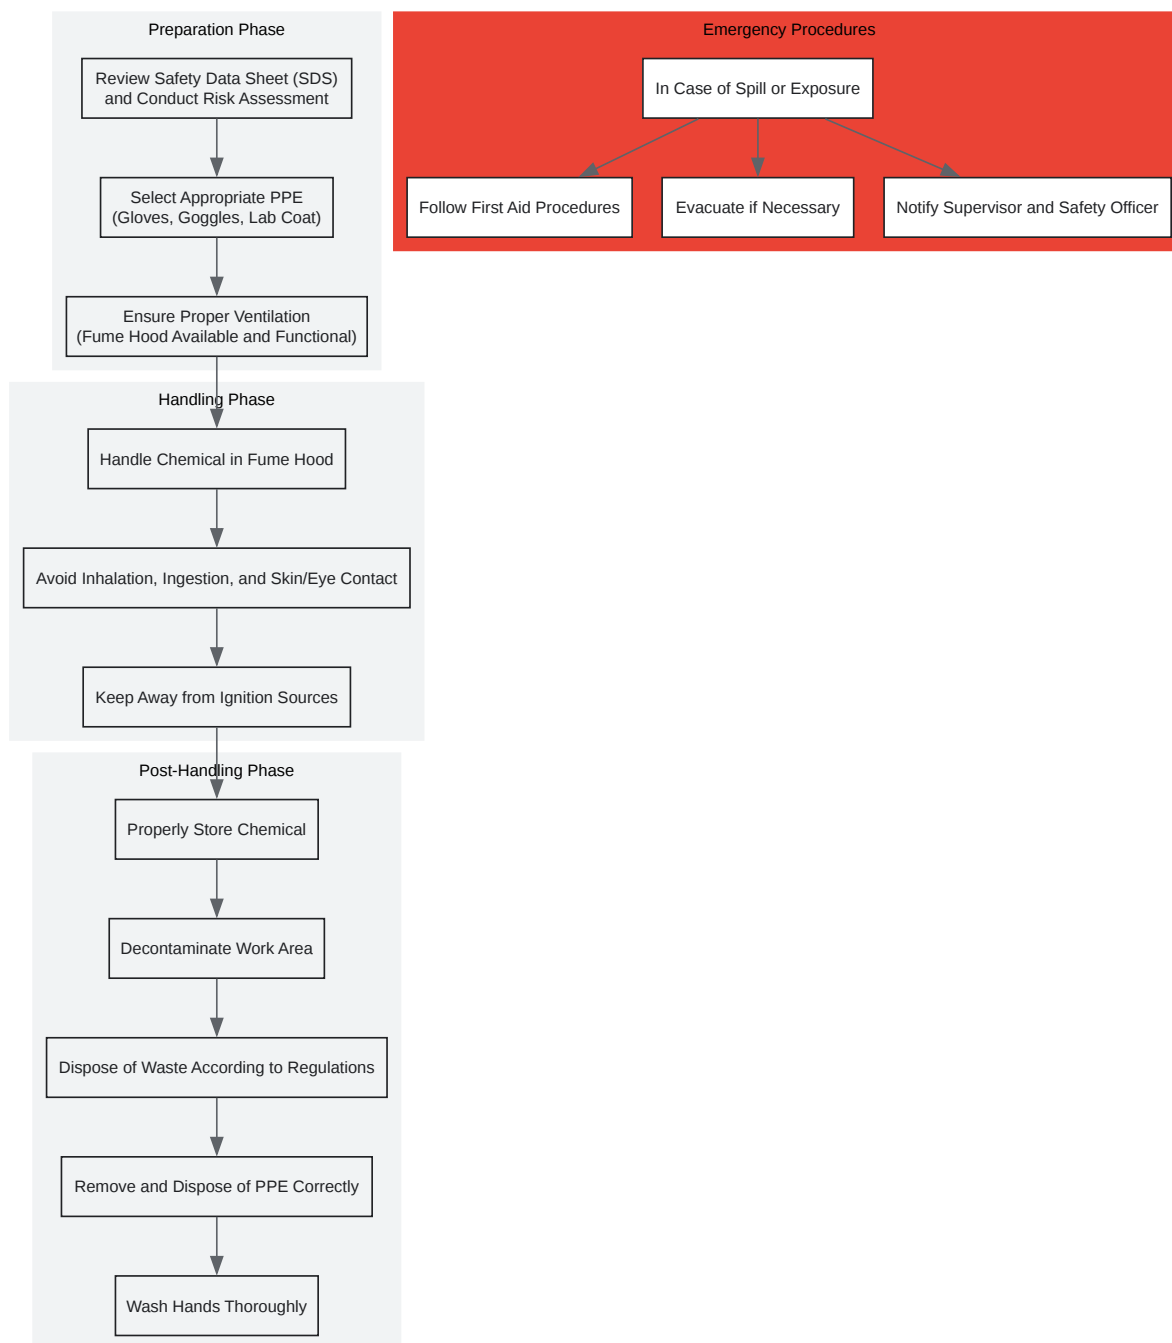 Preparation Phase
Review Safety Data Sheet (SDS)
and Conduct Risk Assessment
Select Appropriate PPE
(Gloves, Goggles, Lab Coat)
Ensure Proper Ventilation
(Fume Hood Available and Functional)
Handling Phase
Handle Chemical in Fume Hood
Avoid Inhalation, Ingestion, and Skin/Eye Contact
Keep Away from Ignition Sources
Post-Handling Phase
Properly Store Chemical
Decontaminate Work Area
Dispose of Waste According to Regulations
Remove and Dispose of PPE Correctly
Wash Hands Thoroughly
Emergency Procedures
In Case of Spill or Exposure
Follow First Aid Procedures
Evacuate if Necessary
Notify Supervisor and Safety Officer